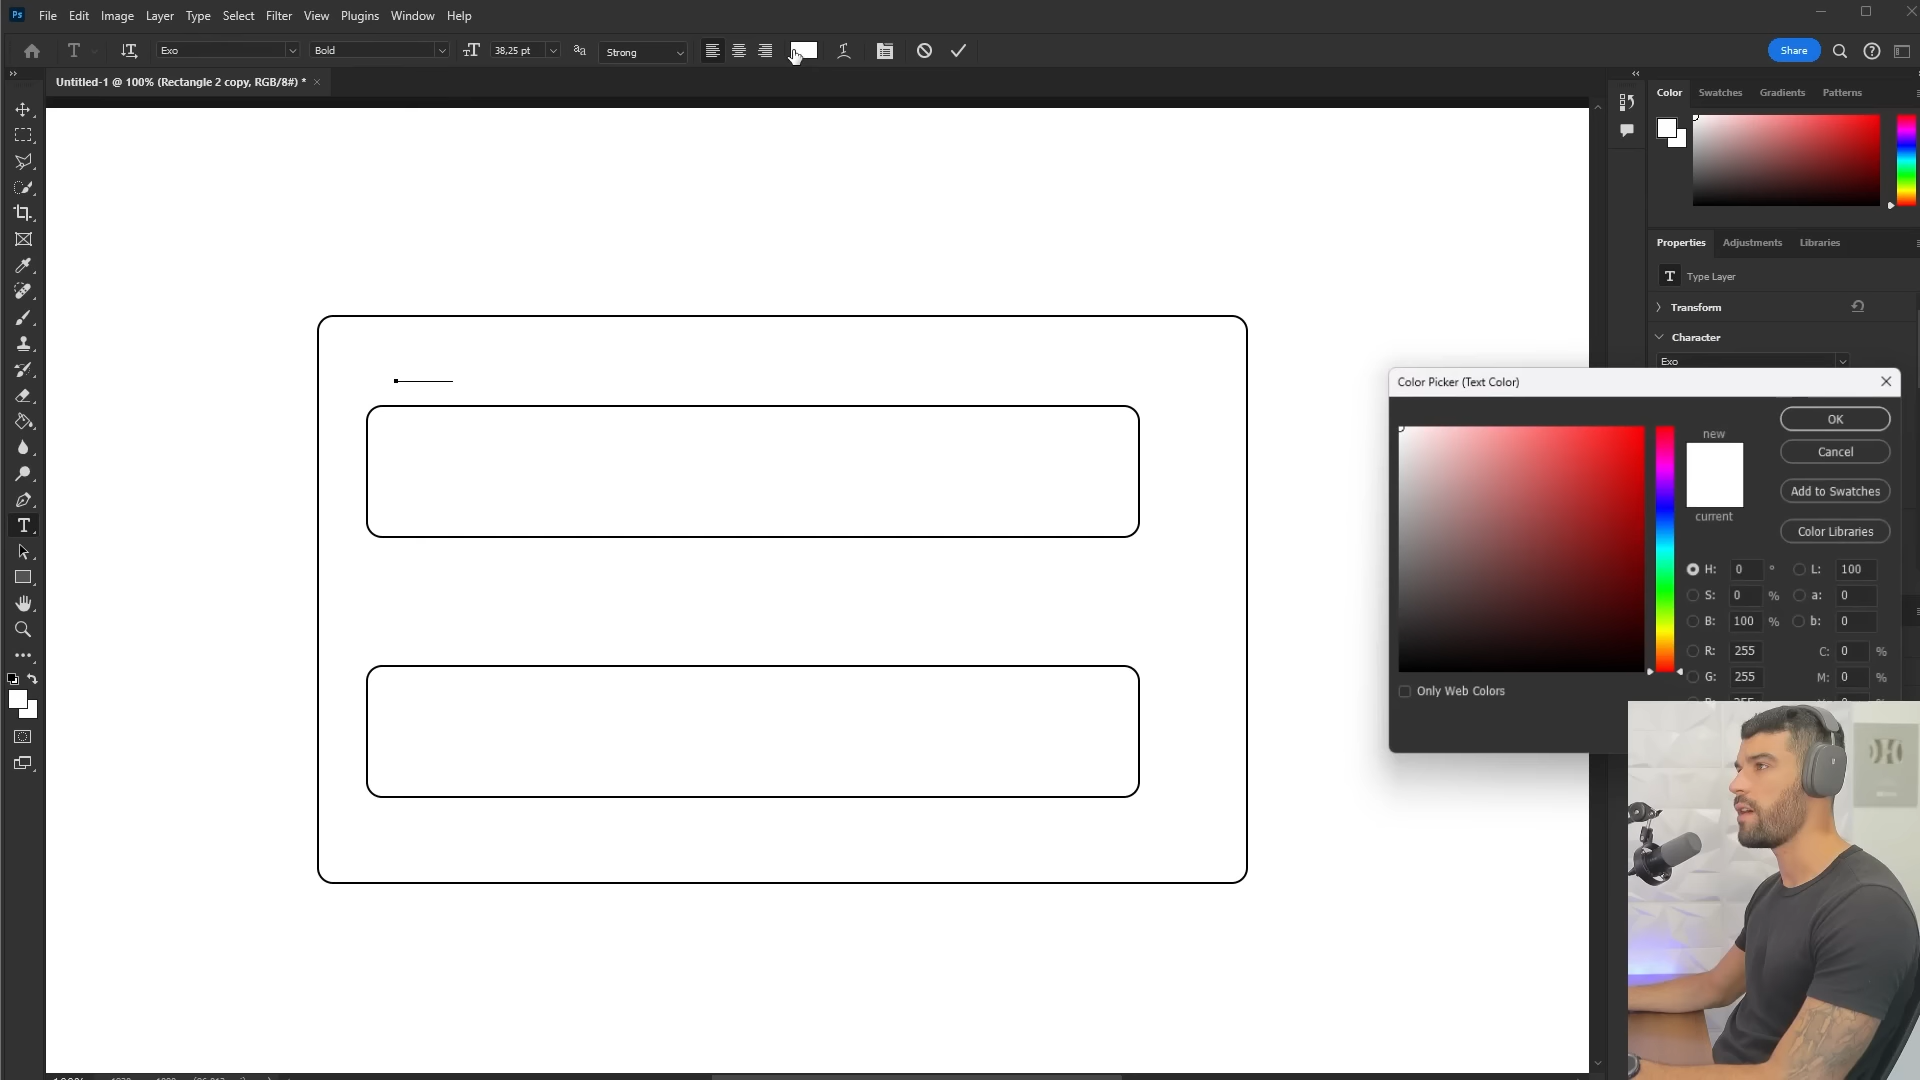 Ps File Edit Image Layer Type Select Filter View Plugins Window Help
T Exo Bold 38,25 pt Strong Share
Untitled-1 @ 100% (Rectangle 2 copy, RGB/8#) *
Color Swatches Gradients Patterns
Properties Adjustments Libraries
T Type Layer
Transform
Character
Exo
Color Picker (Text Color)
OK
new
Cancel
Add to Swatches
current
Color Libraries
H: 0 ° L: 100
S: 0 % a: 0
B: 100 % b: 0
R: 255 C: 0 %
G: 255 M: 0 %
Only Web Colors